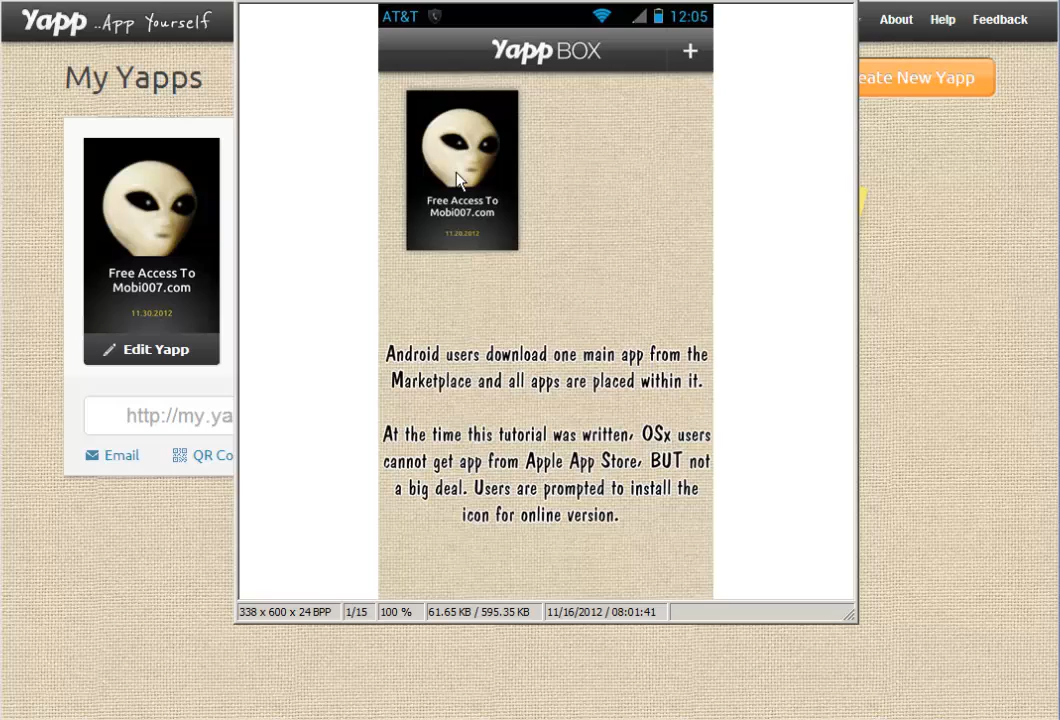 Yapp ..App Yourself
About Help Feedback
My Yapps
eate New Yapp
Free Access To
Mobi007.com
11.30.2012
Edit Yapp
http://my.ya
Email QR Co
AT&T 12:05
Yapp BOX +
Free Access To
Mobi007.com
11.28.2012
Android users download one main app from the
Marketplace and all apps are placed within it.
At the time this tutorial was written, OSx users
cannot get app from Apple App Store, BUT not
a big deal. Users are prompted to install the
icon for online version.
338 x 600 x 24 BPP 1/15 100 % 61.65 KB / 595.35 KB 11/16/2012 / 08:01:41